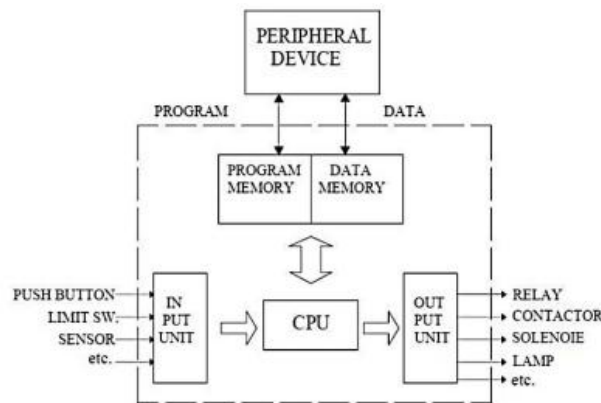 PERIPHERAL
DEVICE
PROGRAM
DATA
PROGRAM
MEMORY
DATA
MEMORY
PUSH BUTTON
LIMIT SW.
SENSOR
etc.
IN
PUT
UNIT
CPU
OUT
PUT
UNIT
RELAY
CONTACTOR
SOLENOIE
LAMP
etc.